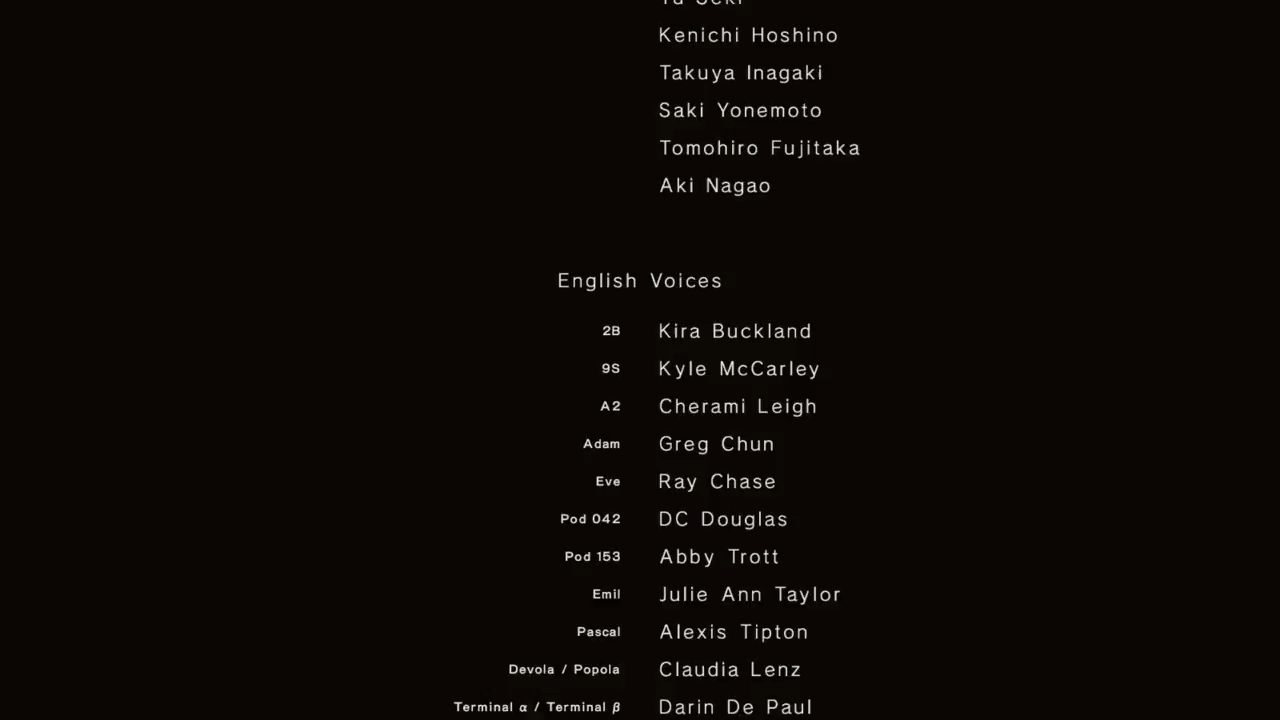 Kenichi Hoshino
Takuya Inagaki
Saki Yonemoto
Tomohiro Fujitaka
Aki Nagao
English Voices
2B Kira Buckland
9S Kyle McCarley
A2 Cherami Leigh
Adam Greg Chun
Eve Ray Chase
Pod 042 DC Douglas
Pod 153 Abby Trott
Emil Julie Ann Taylor
Pascal Alexis Tipton
Devola / Popola Claudia Lenz
Terminal α / Terminal β Darin De Paul